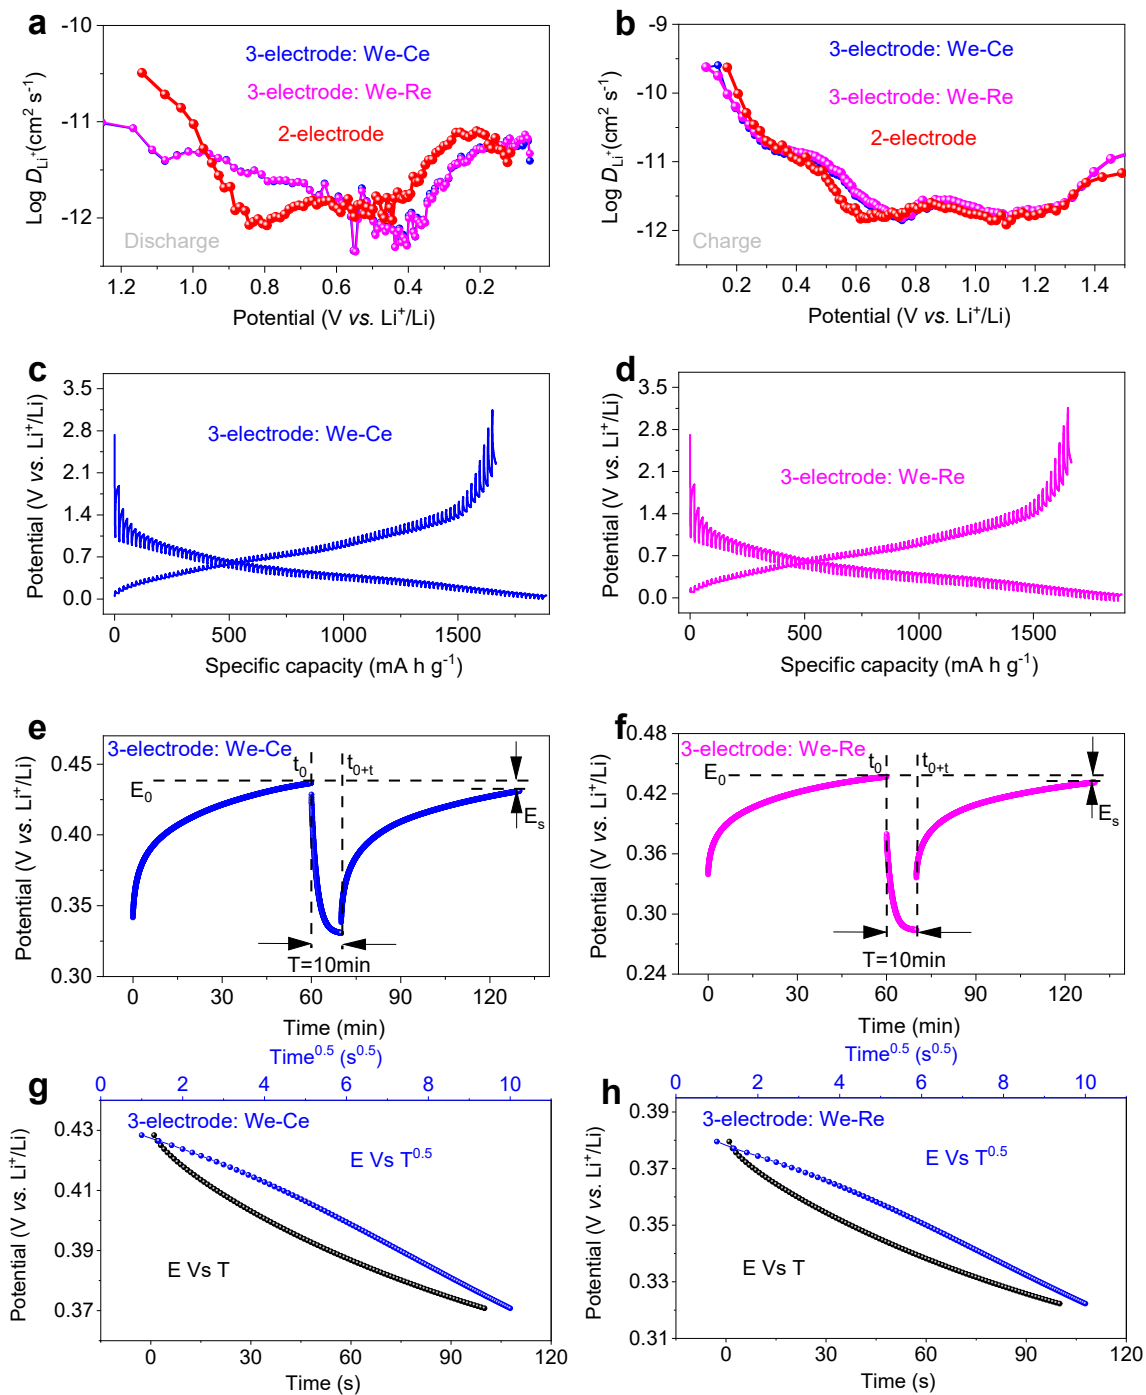 a
-10
-11
-12
Log D_Li⁺(cm² s⁻¹)
3-electrode: We-Ce
3-electrode: We-Re
2-electrode
Discharge
1.2 1.0 0.8 0.6 0.4 0.2
Potential (V vs. Li⁺/Li)
b
-9
-10
-11
-12
Log D_Li⁺(cm² s⁻¹)
3-electrode: We-Ce
3-electrode: We-Re
2-electrode
Charge
0.2 0.4 0.6 0.8 1.0 1.2 1.4
Potential (V vs. Li⁺/Li)
c
3.5
2.8
2.1
1.4
0.7
0.0
Potential (V vs. Li⁺/Li)
3-electrode: We-Ce
0 500 1000 1500
Specific capacity (mA h g⁻¹)
d
3.5
2.8
2.1
1.4
0.7
0.0
Potential (V vs. Li⁺/Li)
3-electrode: We-Re
0 500 1000 1500
Specific capacity (mA h g⁻¹)
e
0.45
0.40
0.35
0.30
Potential (V vs. Li⁺/Li)
3-electrode: We-Ce
t₀ t₀₊t
E₀
Eₛ
T=10min
0 30 60 90 120
Time (min)
f
0.48
0.42
0.36
0.30
0.24
Potential (V vs. Li⁺/Li)
3-electrode: We-Re
t₀ t₀₊t
E₀
Eₛ
T=10min
0 30 60 90 120
Time (min)
g
Time⁰·⁵ (s⁰·⁵)
0 2 4 6 8 10
0.43
0.41
0.39
0.37
Potential (V vs. Li⁺/Li)
3-electrode: We-Ce
E Vs T⁰·⁵
E Vs T
0 30 60 90 120
Time (s)
h
Time⁰·⁵ (s⁰·⁵)
0 2 4 6 8 10
0.39
0.37
0.35
0.33
0.31
Potential (V vs. Li⁺/Li)
3-electrode: We-Re
E Vs T⁰·⁵
E Vs T
0 30 60 90 120
Time (s)